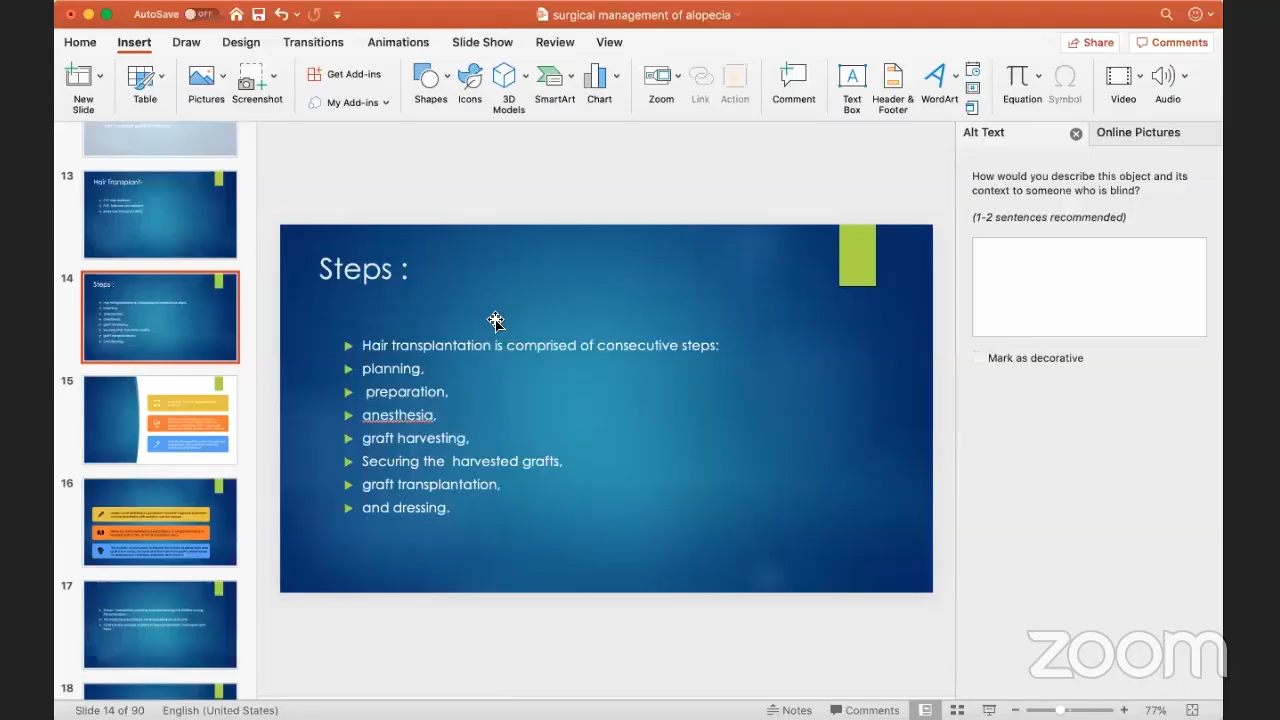 AutoSave OFF
surgical management of alopecia
Home Insert Draw Design Transitions Animations Slide Show Review View Share Comments
New Slide
Table
Pictures
Screenshot
Get Add-ins
My Add-ins
Shapes
Icons
3D Models
SmartArt
Chart
Zoom
Link
Action
Comment
Text Box
Header & Footer
WordArt
Equation
Symbol
Video
Audio
13
Hair Transplant
14
Steps :
15
16
17
18
Steps :
Hair transplantation is comprised of consecutive steps:
planning,
preparation,
anesthesia,
graft harvesting,
Securing the harvested grafts,
graft transplantation,
and dressing.
Alt Text
Online Pictures
How would you describe this object and its
context to someone who is blind?
(1-2 sentences recommended)
Mark as decorative
zoom
Slide 14 of 90 English (United States) Notes Comments 77%